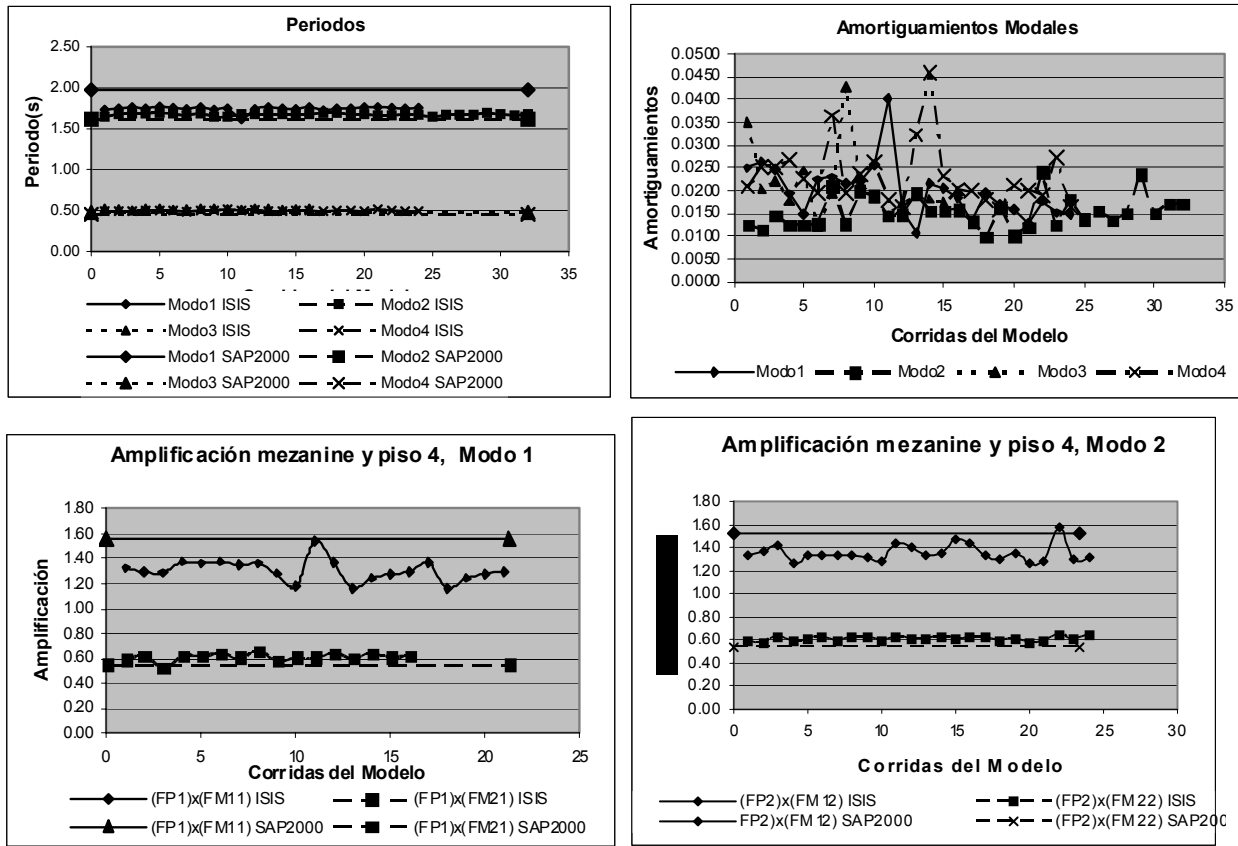 Periodos
2.50
2.00
1.50
1.00
0.50
0.00
Periodo(s)
0 5 10 15 20 25 30 35
Modo1 ISIS Modo2 ISIS
Modo3 ISIS Modo4 ISIS
Modo1 SAP2000 Modo2 SAP2000
Modo3 SAP2000 Modo4 SAP2000
Amortiguamientos Modales
0.0500
0.0450
0.0400
0.0350
0.0300
0.0250
0.0200
0.0150
0.0100
0.0050
0.0000
Amortiguamientos
0 5 10 15 20 25 30 35
Corridas del Modelo
Modo1 Modo2 Modo3 Modo4
Amplificación mezanine y piso 4, Modo 1
1.80
1.60
1.40
1.20
1.00
0.80
0.60
0.40
0.20
0.00
Amplificación
0 5 10 15 20 25
Corridas del Modelo
(FP1)x(FM11) ISIS (FP1)x(FM21) ISIS
(FP1)x(FM11) SAP2000 (FP1)x(FM21) SAP2000
Amplificación mezanine y piso 4, Modo 2
1.80
1.60
1.40
1.20
1.00
0.80
0.60
0.40
0.20
0.00
0 5 10 15 20 25 30
Corridas del Modelo
(FP2)x(FM12) ISIS (FP2)x(FM22) ISIS
FP2)x(FM12) SAP2000 (FP2)x(FM22) SAP200